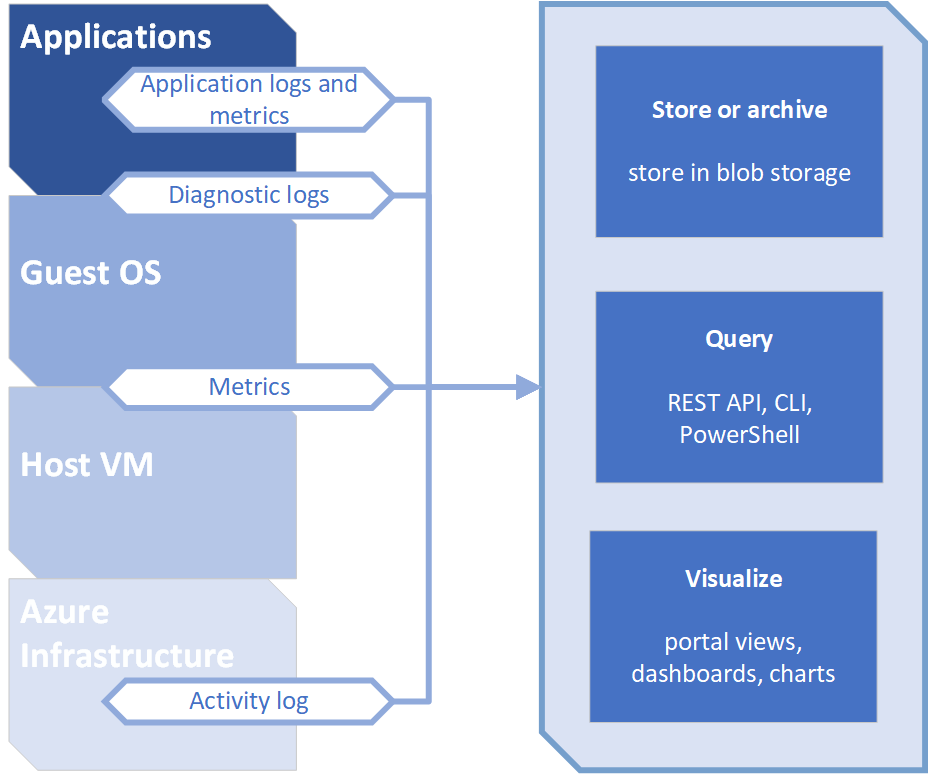 Applications
Application logs and
metrics
Diagnostic logs
Guest OS
Metrics
Host VM
Azure
Infrastructure
Activity log
Store or archive
store in blob storage
Query
REST API, CLI,
PowerShell
Visualize
portal views,
dashboards, charts